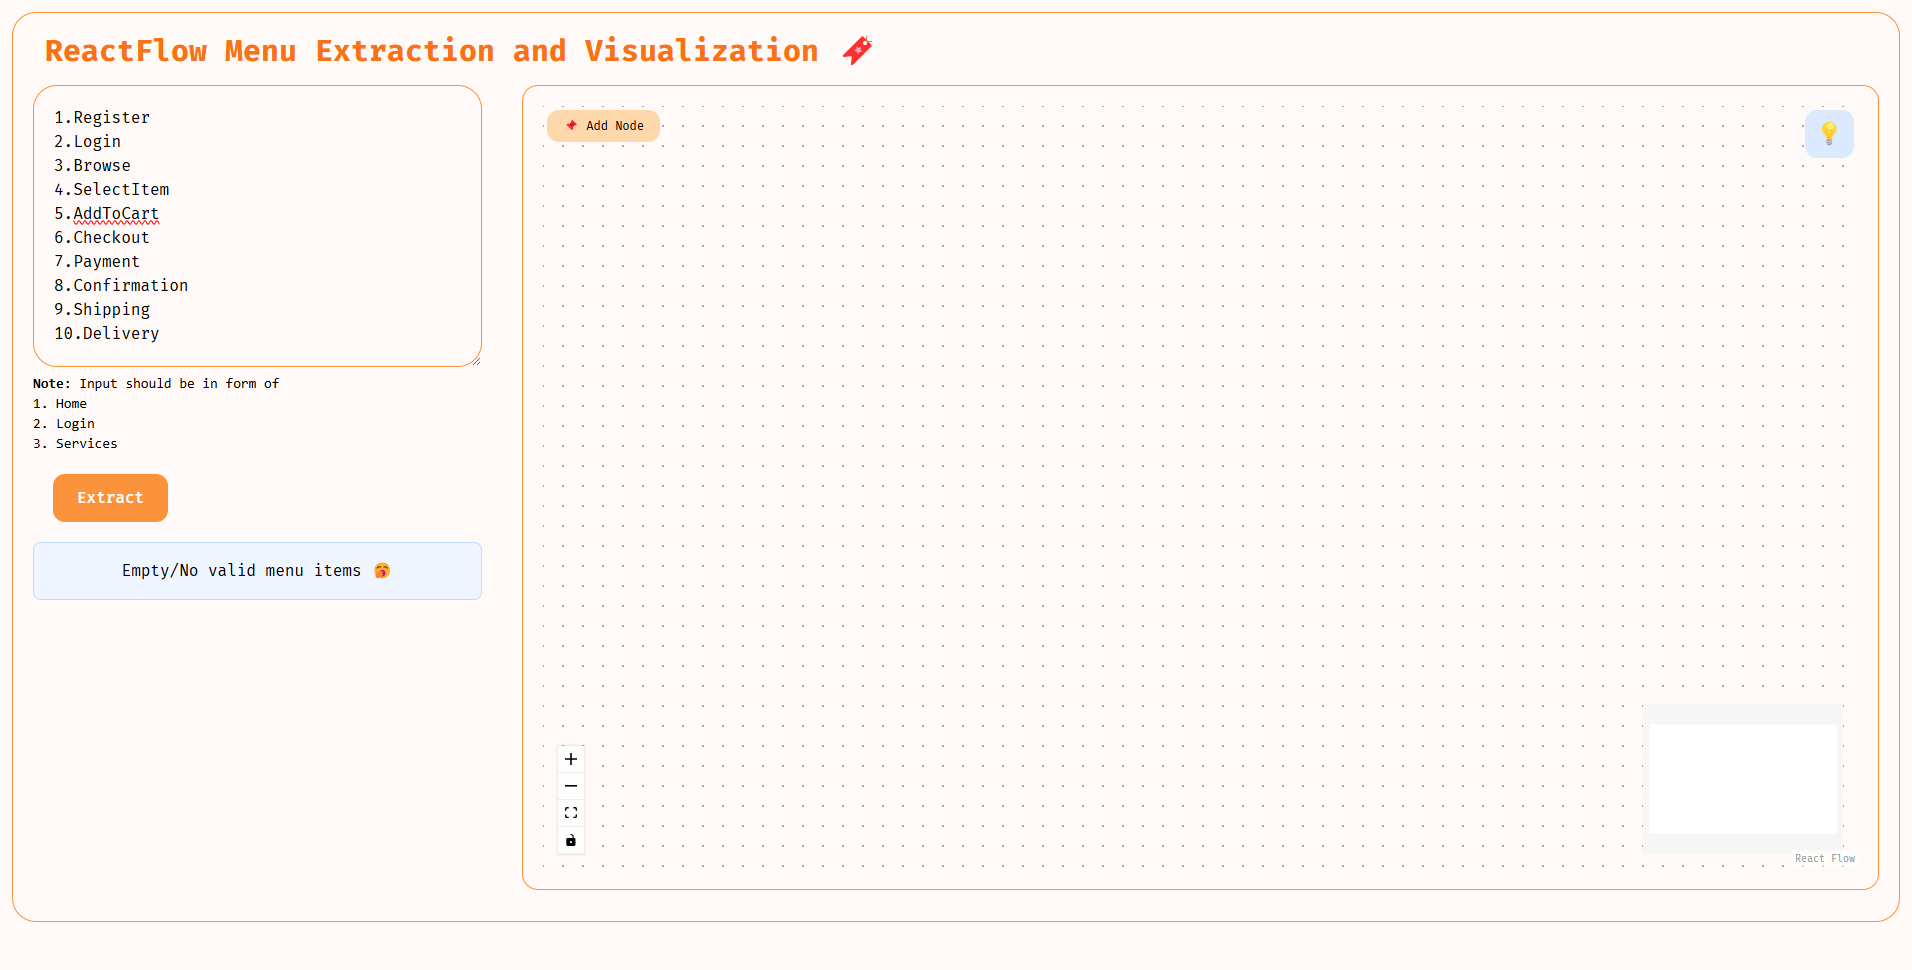 ReactFlow Menu Extraction and Visualization
1.Register
2.Login
3.Browse
4.SelectItem
5.AddToCart
6.Checkout
7.Payment
8.Confirmation
9.Shipping
10.Delivery
Note: Input should be in form of
1. Home
2. Login
3. Services
Extract
Empty/No valid menu items
Add Node
React Flow